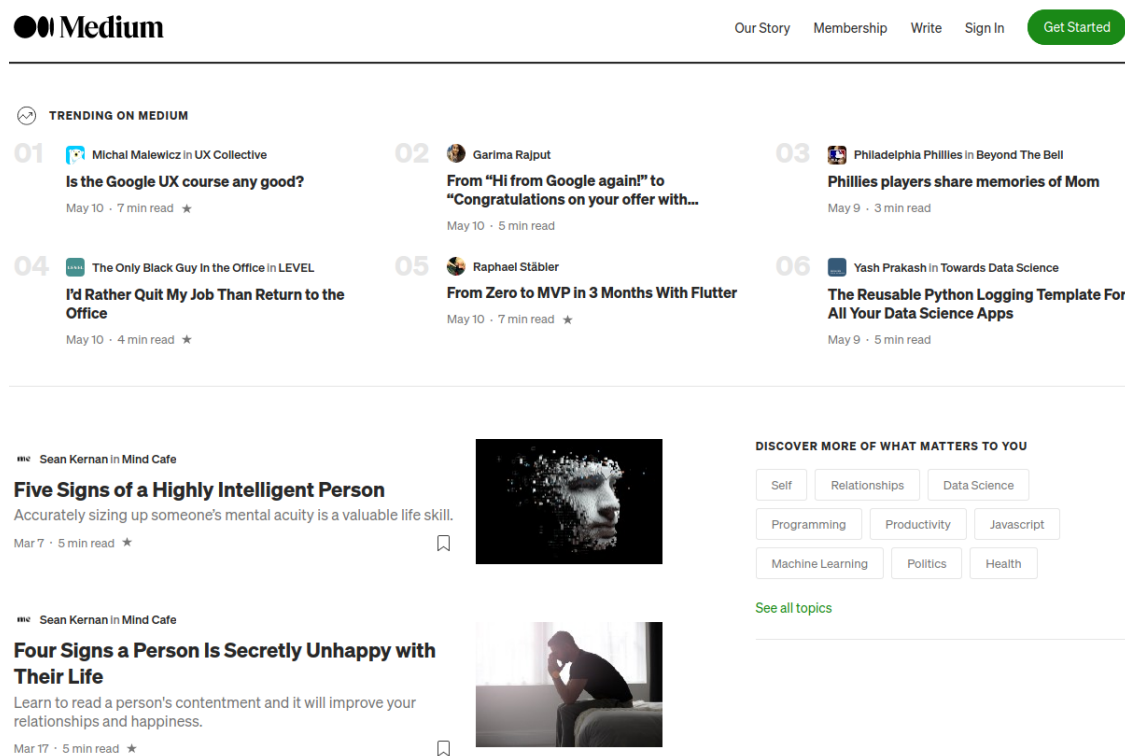 Medium
Our Story Membership Write Sign In Get Started
TRENDING ON MEDIUM
01
Michal Malewicz in UX Collective
Is the Google UX course any good?
May 10 · 7 min read ★
02
Garima Rajput
From “Hi from Google again!” to
“Congratulations on your offer with...
May 10 · 5 min read
03
Philadelphia Phillies in Beyond The Bell
Phillies players share memories of Mom
May 9 · 3 min read
04
The Only Black Guy In the Office in LEVEL
I’d Rather Quit My Job Than Return to the
Office
May 10 · 4 min read ★
05
Raphael Stäbler
From Zero to MVP in 3 Months With Flutter
May 10 · 7 min read ★
06
Yash Prakash in Towards Data Science
The Reusable Python Logging Template For
All Your Data Science Apps
May 9 · 5 min read
Sean Kernan in Mind Cafe
Five Signs of a Highly Intelligent Person
Accurately sizing up someone’s mental acuity is a valuable life skill.
Mar 7 · 5 min read ★
Sean Kernan in Mind Cafe
Four Signs a Person Is Secretly Unhappy with
Their Life
Learn to read a person's contentment and it will improve your
relationships and happiness.
Mar 17 · 5 min read ★
DISCOVER MORE OF WHAT MATTERS TO YOU
Self Relationships Data Science
Programming Productivity Javascript
Machine Learning Politics Health
See all topics